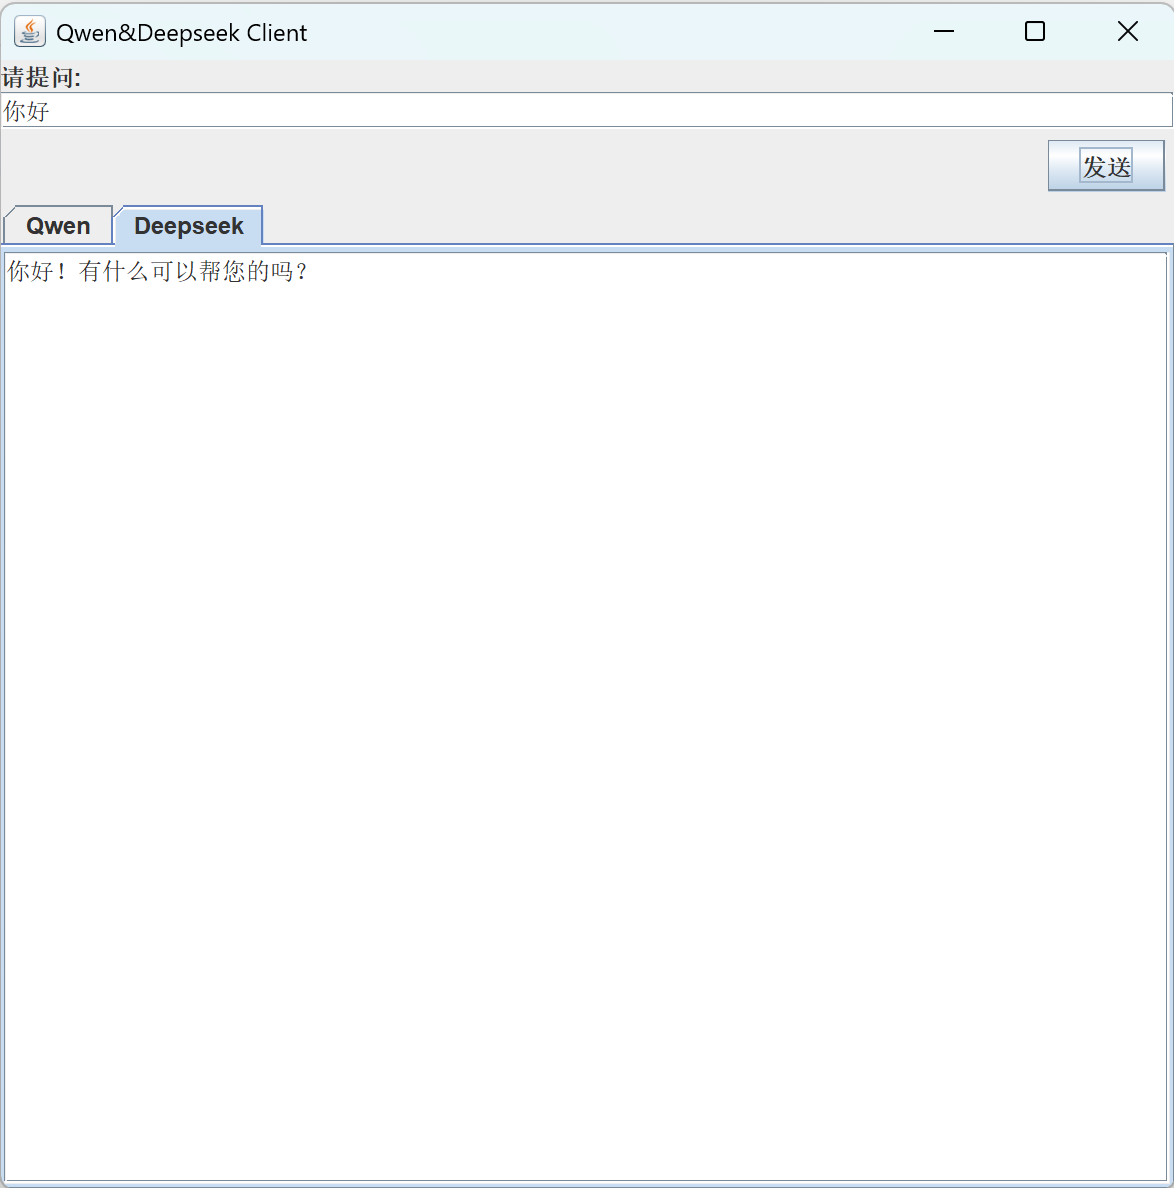 Qwen&Deepseek Client
请提问:
你好
发送
Qwen Deepseek
你好！有什么可以帮您的吗？